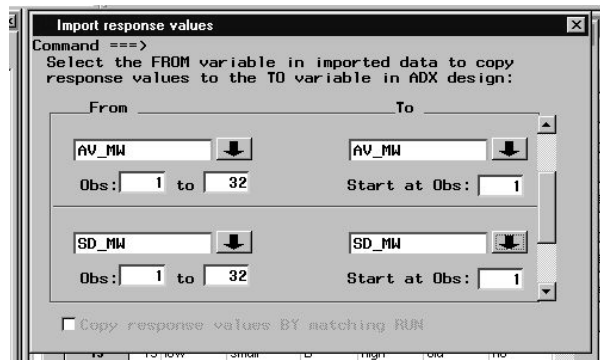 Import response values
Command ===>
Select the FROM variable in imported data to copy
response values to the TO variable in ADX design:
From To
AV_MW AV_MW
Obs: 1 to 32 Start at Obs: 1
SD_MW SD_MW
Obs: 1 to 32 Start at Obs: 1
Copy response values BY matching RUN